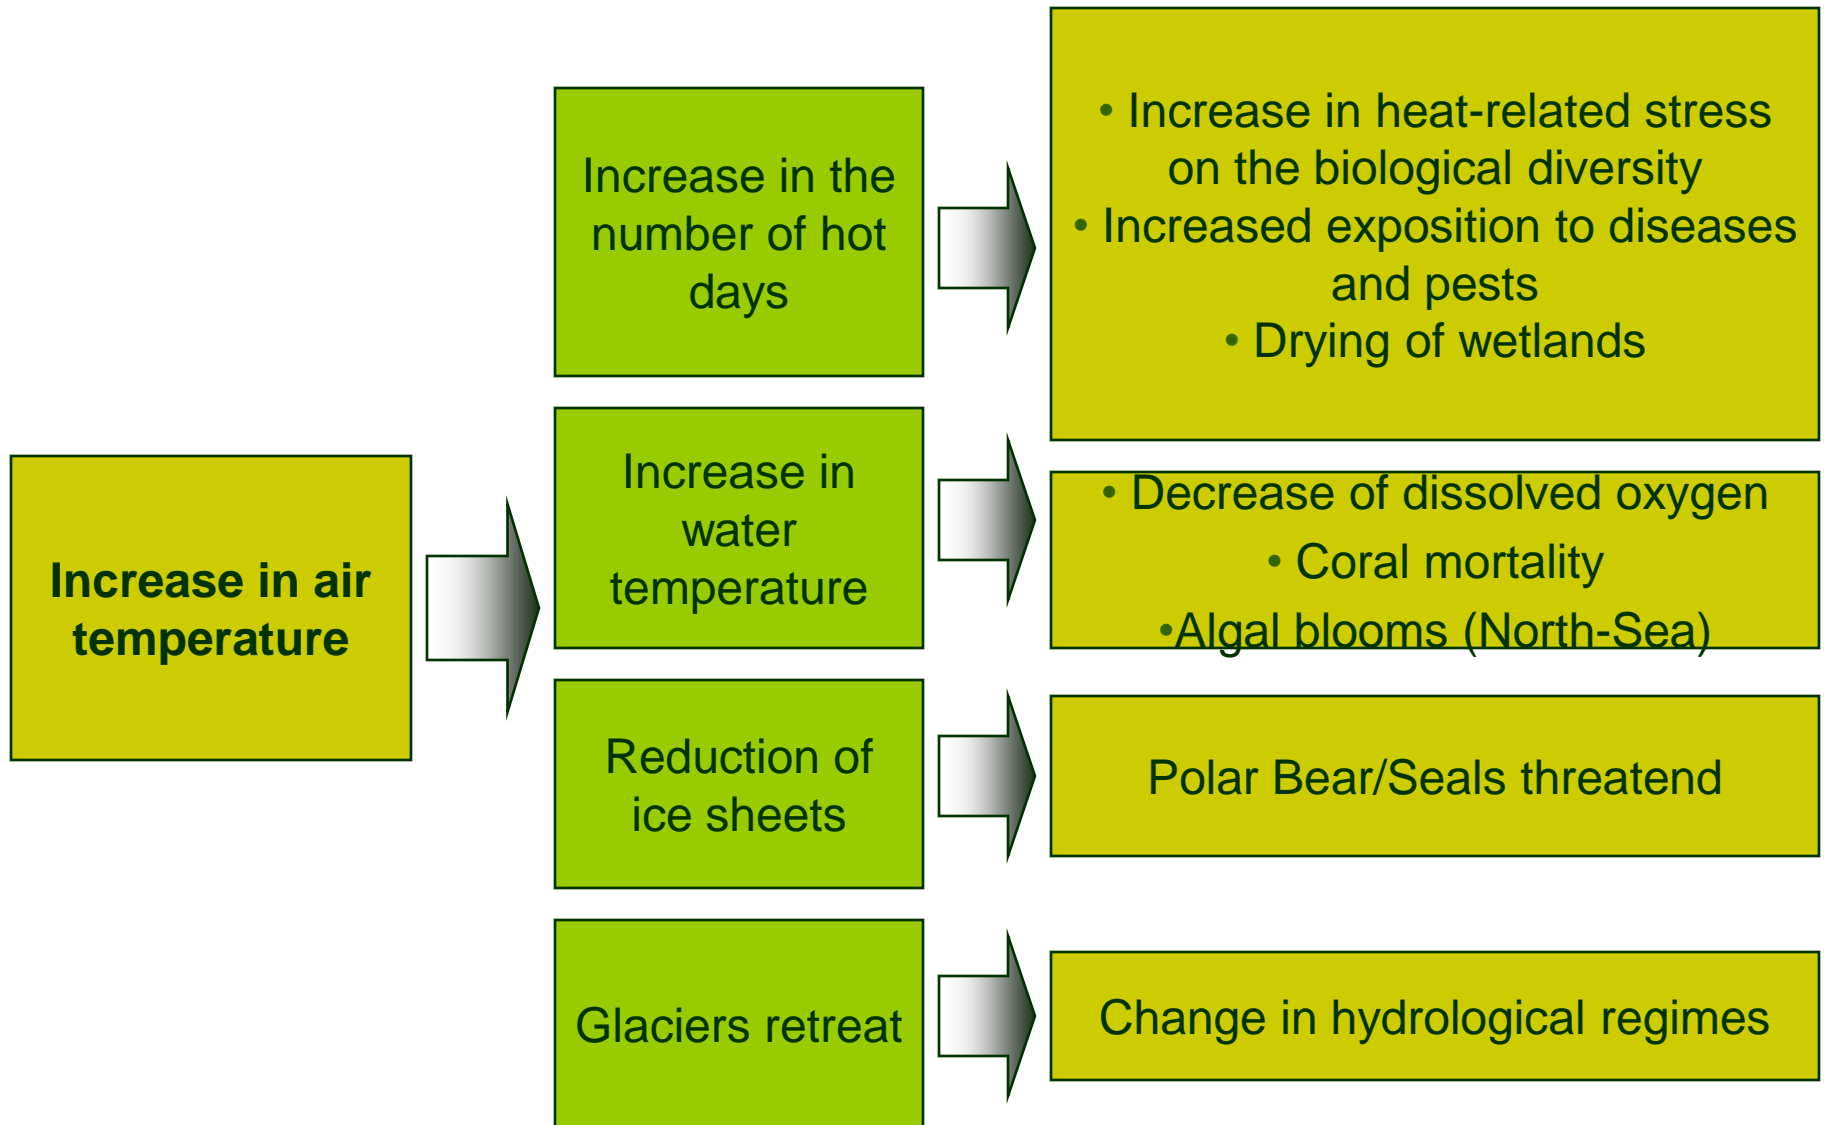 Increase in air
temperature
Increase in the
number of hot
days
• Increase in heat-related stress
on the biological diversity
• Increased exposition to diseases
and pests
• Drying of wetlands
Increase in
water
temperature
• Decrease of dissolved oxygen
• Coral mortality
•Algal blooms (North-Sea)
Reduction of
ice sheets
Polar Bear/Seals threatend
Glaciers retreat
Change in hydrological regimes